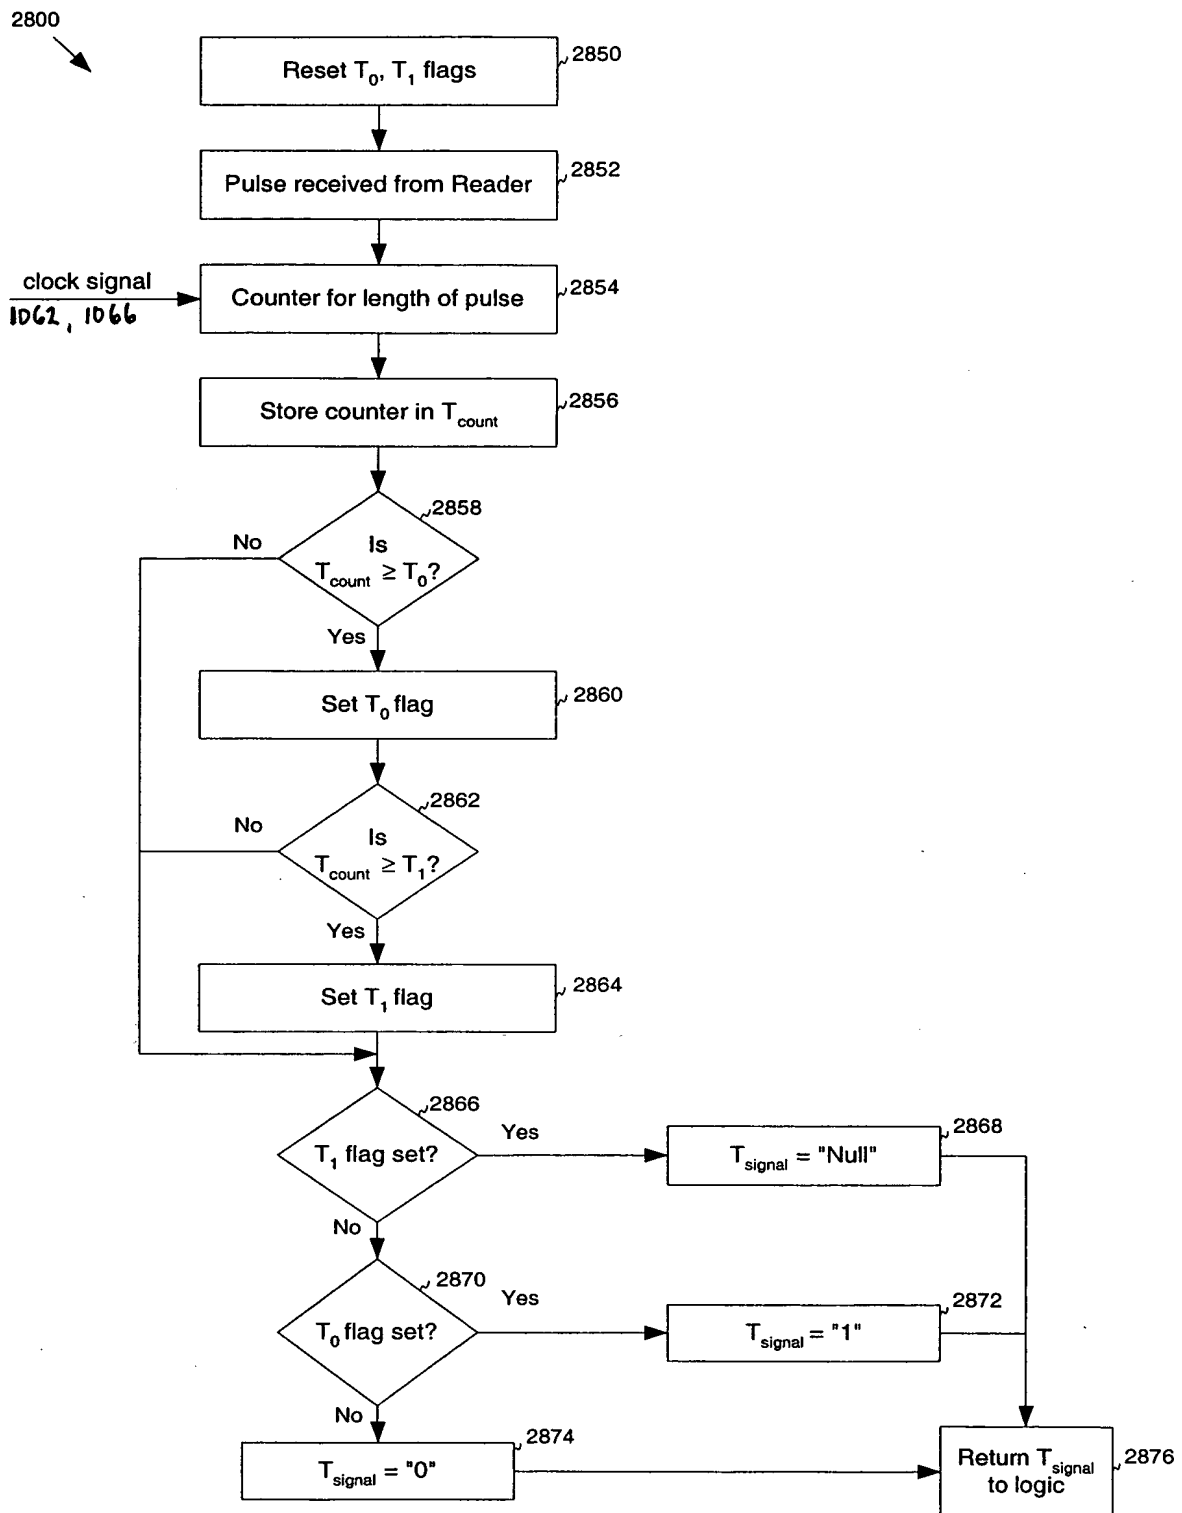 2800
Reset T0, T1 flags
2850
Pulse received from Reader
2852
clock signal
1062, 1066
Counter for length of pulse
2854
Store counter in Tcount
2856
2858
No
Is
Tcount ≥ T0?
Yes
Set T0 flag
2860
2862
No
Is
Tcount ≥ T1?
Yes
Set T1 flag
2864
2866
T1 flag set?
Yes
2868
Tsignal = "Null"
No
2870
T0 flag set?
Yes
2872
Tsignal = "1"
No
2874
Tsignal = "0"
Return Tsignal
to logic
2876